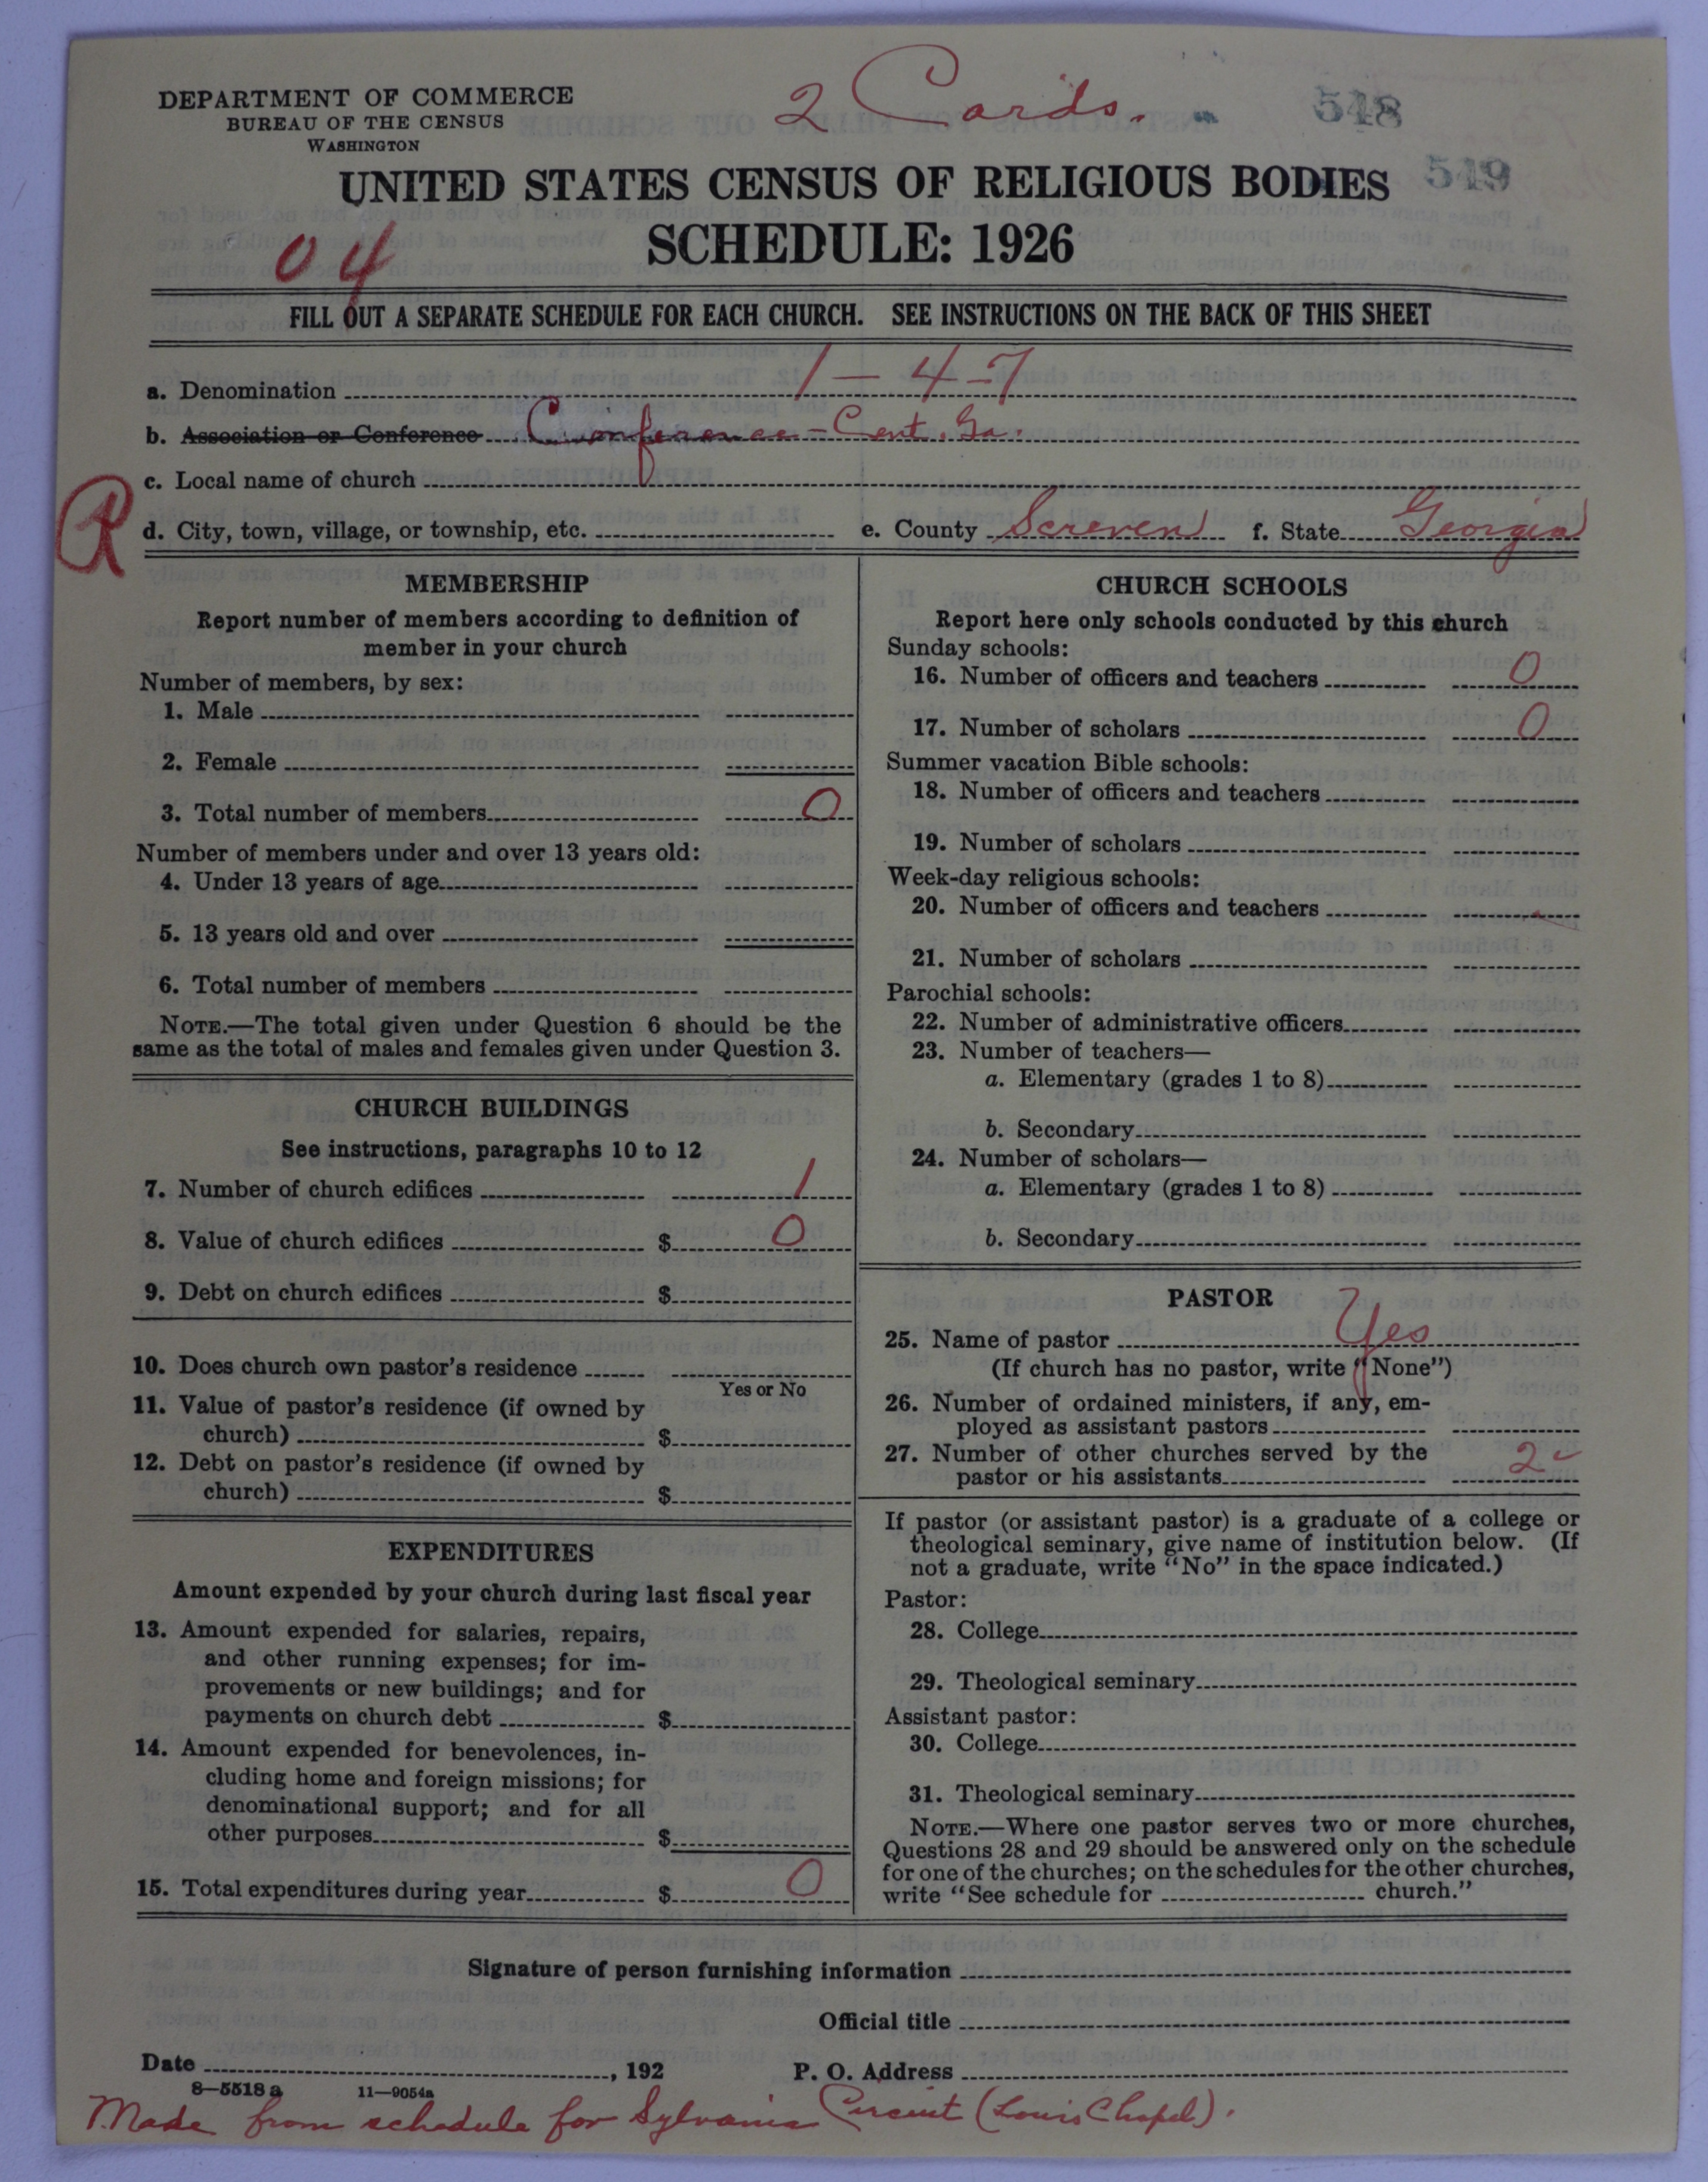 DEPARTMENT OF COMMERCE
BUREAU OF THE CENSUS
WASHINGTON
2 Cards.
548
549
UNITED STATES CENSUS OF RELIGIOUS BODIES
SCHEDULE: 1926
04
FILL OUT A SEPARATE SCHEDULE FOR EACH CHURCH. SEE INSTRUCTIONS ON THE BACK OF THIS SHEET
a. Denomination 1-4-7
b. Association or Conference Conference - Cent. Ga.
c. Local name of church
R
d. City, town, village, or township, etc. e. County Screven f. State Georgia
MEMBERSHIP
Report number of members according to definition of
member in your church
Number of members, by sex:
1. Male
2. Female
3. Total number of members 0
Number of members under and over 13 years old:
4. Under 13 years of age
5. 13 years old and over
6. Total number of members
NOTE.—The total given under Question 6 should be the
same as the total of males and females given under Question 3.
CHURCH BUILDINGS
See instructions, paragraphs 10 to 12
7. Number of church edifices 1
8. Value of church edifices $ 0
9. Debt on church edifices $
10. Does church own pastor's residence
Yes or No
11. Value of pastor's residence (if owned by
church) $
12. Debt on pastor's residence (if owned by
church) $
EXPENDITURES
Amount expended by your church during last fiscal year
13. Amount expended for salaries, repairs,
and other running expenses; for im-
provements or new buildings; and for
payments on church debt $
14. Amount expended for benevolences, in-
cluding home and foreign missions; for
denominational support; and for all
other purposes $
15. Total expenditures during year $ 0
CHURCH SCHOOLS
Report here only schools conducted by this church
Sunday schools:
16. Number of officers and teachers 0
17. Number of scholars 0
Summer vacation Bible schools:
18. Number of officers and teachers
19. Number of scholars
Week-day religious schools:
20. Number of officers and teachers
21. Number of scholars
Parochial schools:
22. Number of administrative officers
23. Number of teachers—
a. Elementary (grades 1 to 8)
b. Secondary
24. Number of scholars—
a. Elementary (grades 1 to 8)
b. Secondary
PASTOR
25. Name of pastor Yes
(If church has no pastor, write "None")
26. Number of ordained ministers, if any, em-
ployed as assistant pastors
27. Number of other churches served by the
pastor or his assistants 2
If pastor (or assistant pastor) is a graduate of a college or
theological seminary, give name of institution below. (If
not a graduate, write "No" in the space indicated.)
Pastor:
28. College
29. Theological seminary
Assistant pastor:
30. College
31. Theological seminary
NOTE.—Where one pastor serves two or more churches,
Questions 28 and 29 should be answered only on the schedule
for one of the churches; on the schedules for the other churches,
write "See schedule for church."
Signature of person furnishing information
Official title
Date , 192 P. O. Address
8—5518 a 11—9054a
Made from schedule for Sylvania Circuit (Louis Chapel).